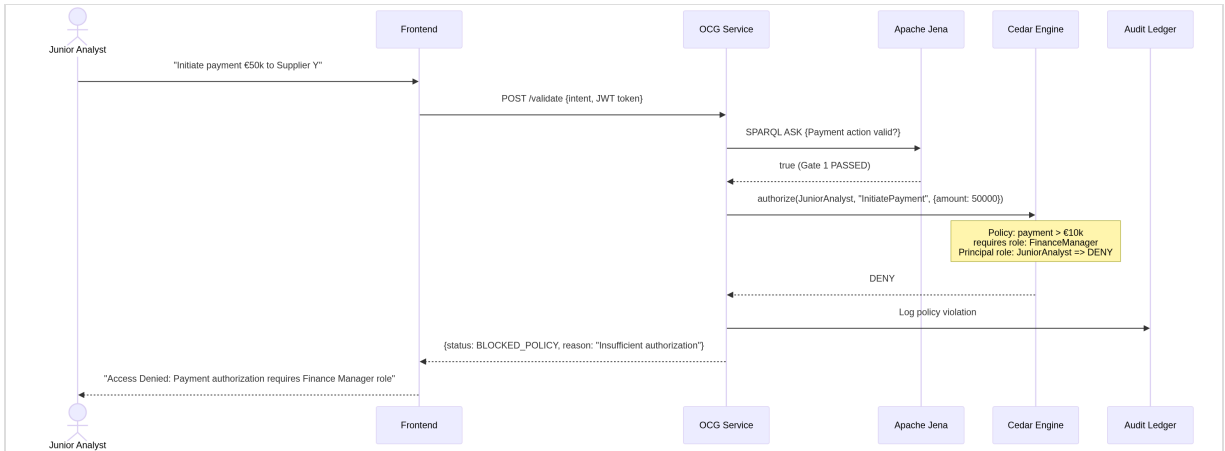 Junior Analyst
Frontend
OCG Service
Apache Jena
Cedar Engine
Audit Ledger
"Initiate payment €50k to Supplier Y"
POST /validate {intent, JWT token}
SPARQL ASK {Payment action valid?}
true (Gate 1 PASSED)
authorize(JuniorAnalyst, "InitiatePayment", {amount: 50000})
Policy: payment > €10k
requires role: FinanceManager
Principal role: JuniorAnalyst => DENY
DENY
Log policy violation
{status: BLOCKED_POLICY, reason: "Insufficient authorization"}
"Access Denied: Payment authorization requires Finance Manager role"
Junior Analyst
Frontend
OCG Service
Apache Jena
Cedar Engine
Audit Ledger